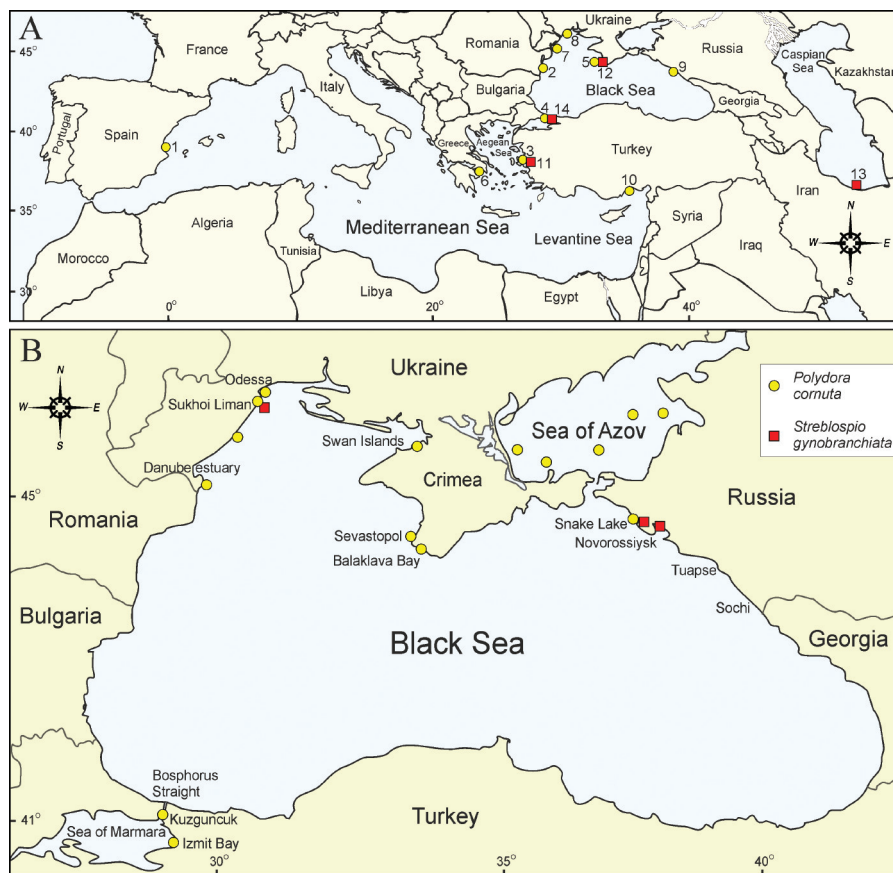 A
45°
40°
35°
30°
0°
20°
40°
France
Portugal
Spain
Italy
Romania
Ukraine
Russia
Bulgaria
Black Sea
Georgia
Caspian
Sea
Kazakhstan
Greece
Aegean
Sea
Turkey
Mediterranean Sea
Levantine Sea
Syria
Iraq
Iran
Morocco
Algeria
Tunisia
Libya
Egypt
1
2
3
4
5
6
7
8
9
10
11
12
13
14
N
W
E
S
B
N
W
E
S
Odessa
Sukhoi Liman
Danube estuary
Romania
45°
Bulgaria
Ukraine
Swan Islands
Crimea
Sevastopol
Balaklava Bay
Sea of Azov
Polydora
cornuta
Streblospio
gynobranchiata
Russia
Snake Lake
Novorossiysk
Tuapse
Sochi
Georgia
Black Sea
Bosphorus
Straight
41°
Kuzguncuk
Sea of Marmara
Izmit Bay
Turkey
30°
35°
40°